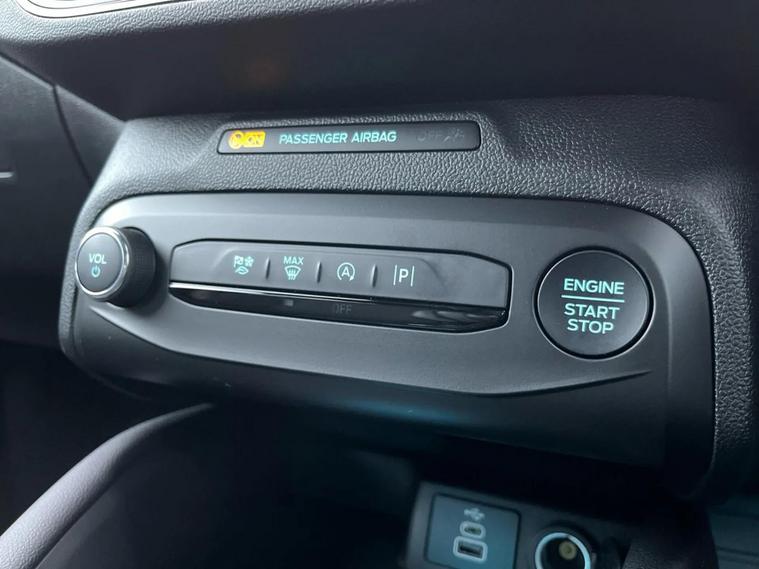 ON PASSENGER AIRBAG OFF
VOL
MAX
A
P
OFF
ENGINE
START
STOP